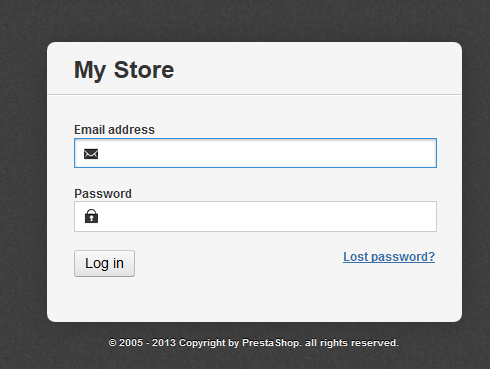 My Store
Email address
Password
Log in
Lost password?
© 2005 - 2013 Copyright by PrestaShop. all rights reserved.